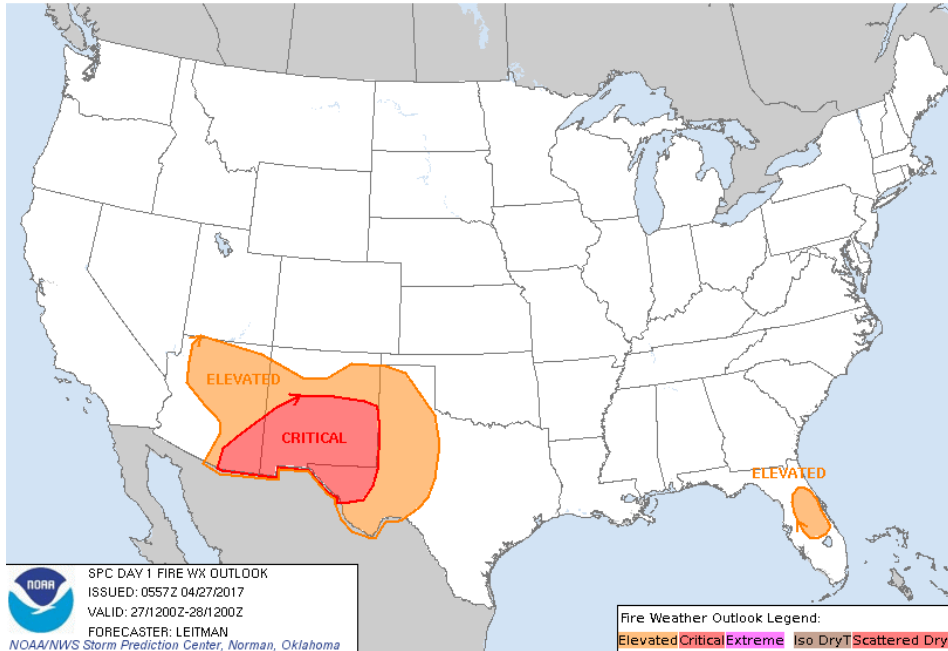 ELEVATED
CRITICAL
ELEVATED
NOAA
SPC DAY 1 FIRE WX OUTLOOK
ISSUED: 0557Z 04/27/2017
VALID: 27/1200Z-28/1200Z
FORECASTER: LEITMAN
NOAA/NWS Storm Prediction Center, Norman, Oklahoma
Fire Weather Outlook Legend:
Elevated Critical Extreme Iso DryT Scattered Dry